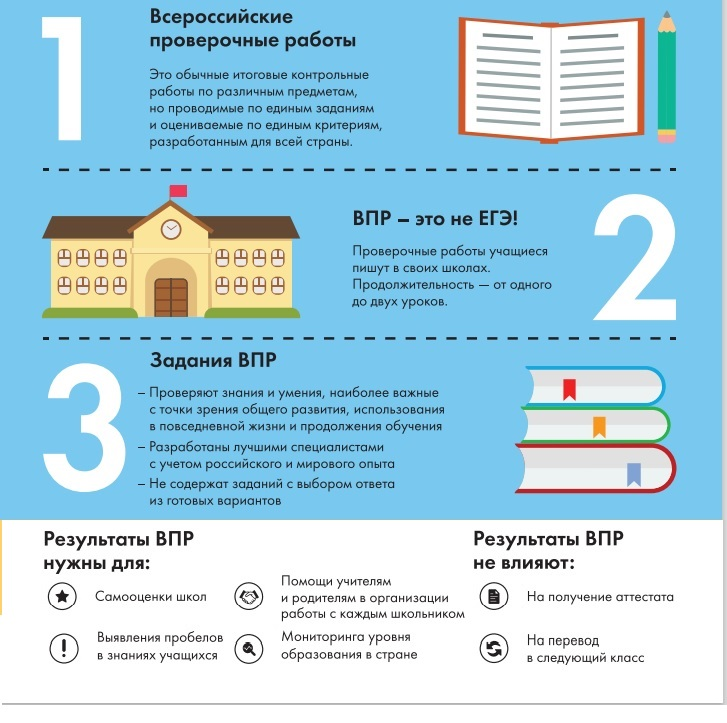 1
Всероссийские
проверочные работы
Это обычные итоговые контрольные
работы по различным предметам,
но проводимые по единым заданиям
и оцениваемые по единым критериям,
разработанным для всей страны.
2
ВПР – это не ЕГЭ!
Проверочные работы учащиеся
пишут в своих школах.
Продолжительность — от одного
до двух уроков.
3
Задания ВПР
– Проверяют знания и умения, наиболее важные
с точки зрения общего развития, использования
в повседневной жизни и продолжения обучения
– Разработаны лучшими специалистами
с учетом российского и мирового опыта
– Не содержат заданий с выбором ответа
из готовых вариантов
Результаты ВПР
нужны для:
Самооценки школ
Выявления пробелов
в знаниях учащихся
Помощи учителям
и родителям в организации
работы с каждым школьником
Мониторинга уровня
образования в стране
Результаты ВПР
не влияют:
На получение аттестата
На перевод
в следующий класс